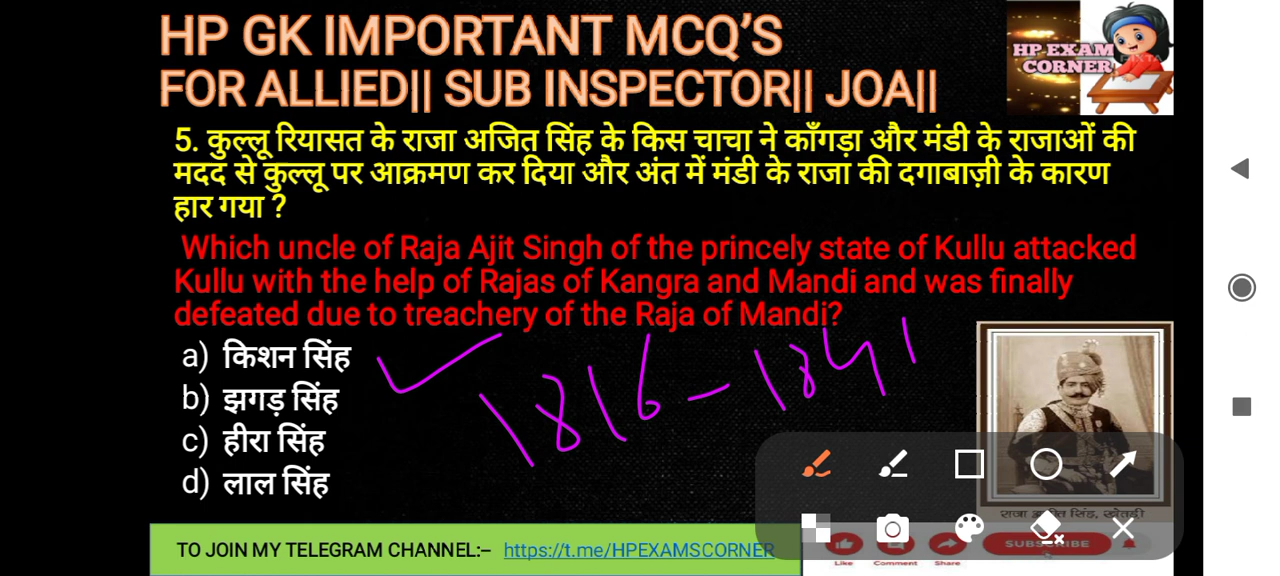 HP GK IMPORTANT MCQ'S
FOR ALLIED|| SUB INSPECTOR|| JOA||
HP EXAM
CORNER
5. कुल्लू रियासत के राजा अजित सिंह के किस चाचा ने काँगड़ा और मंडी के राजाओं की
मदद से कुल्लू पर आक्रमण कर दिया और अंत में मंडी के राजा की दगाबाज़ी के कारण
हार गया ?
Which uncle of Raja Ajit Singh of the princely state of Kullu attacked
Kullu with the help of Rajas of Kangra and Mandi and was finally
defeated due to treachery of the Raja of Mandi?
a) किशन सिंह
b) झगड़ सिंह
c) हीरा सिंह
d) लाल सिंह
1816-1841
TO JOIN MY TELEGRAM CHANNEL:– https://t.me/HPEXAMSCORNER
Like Comment Share